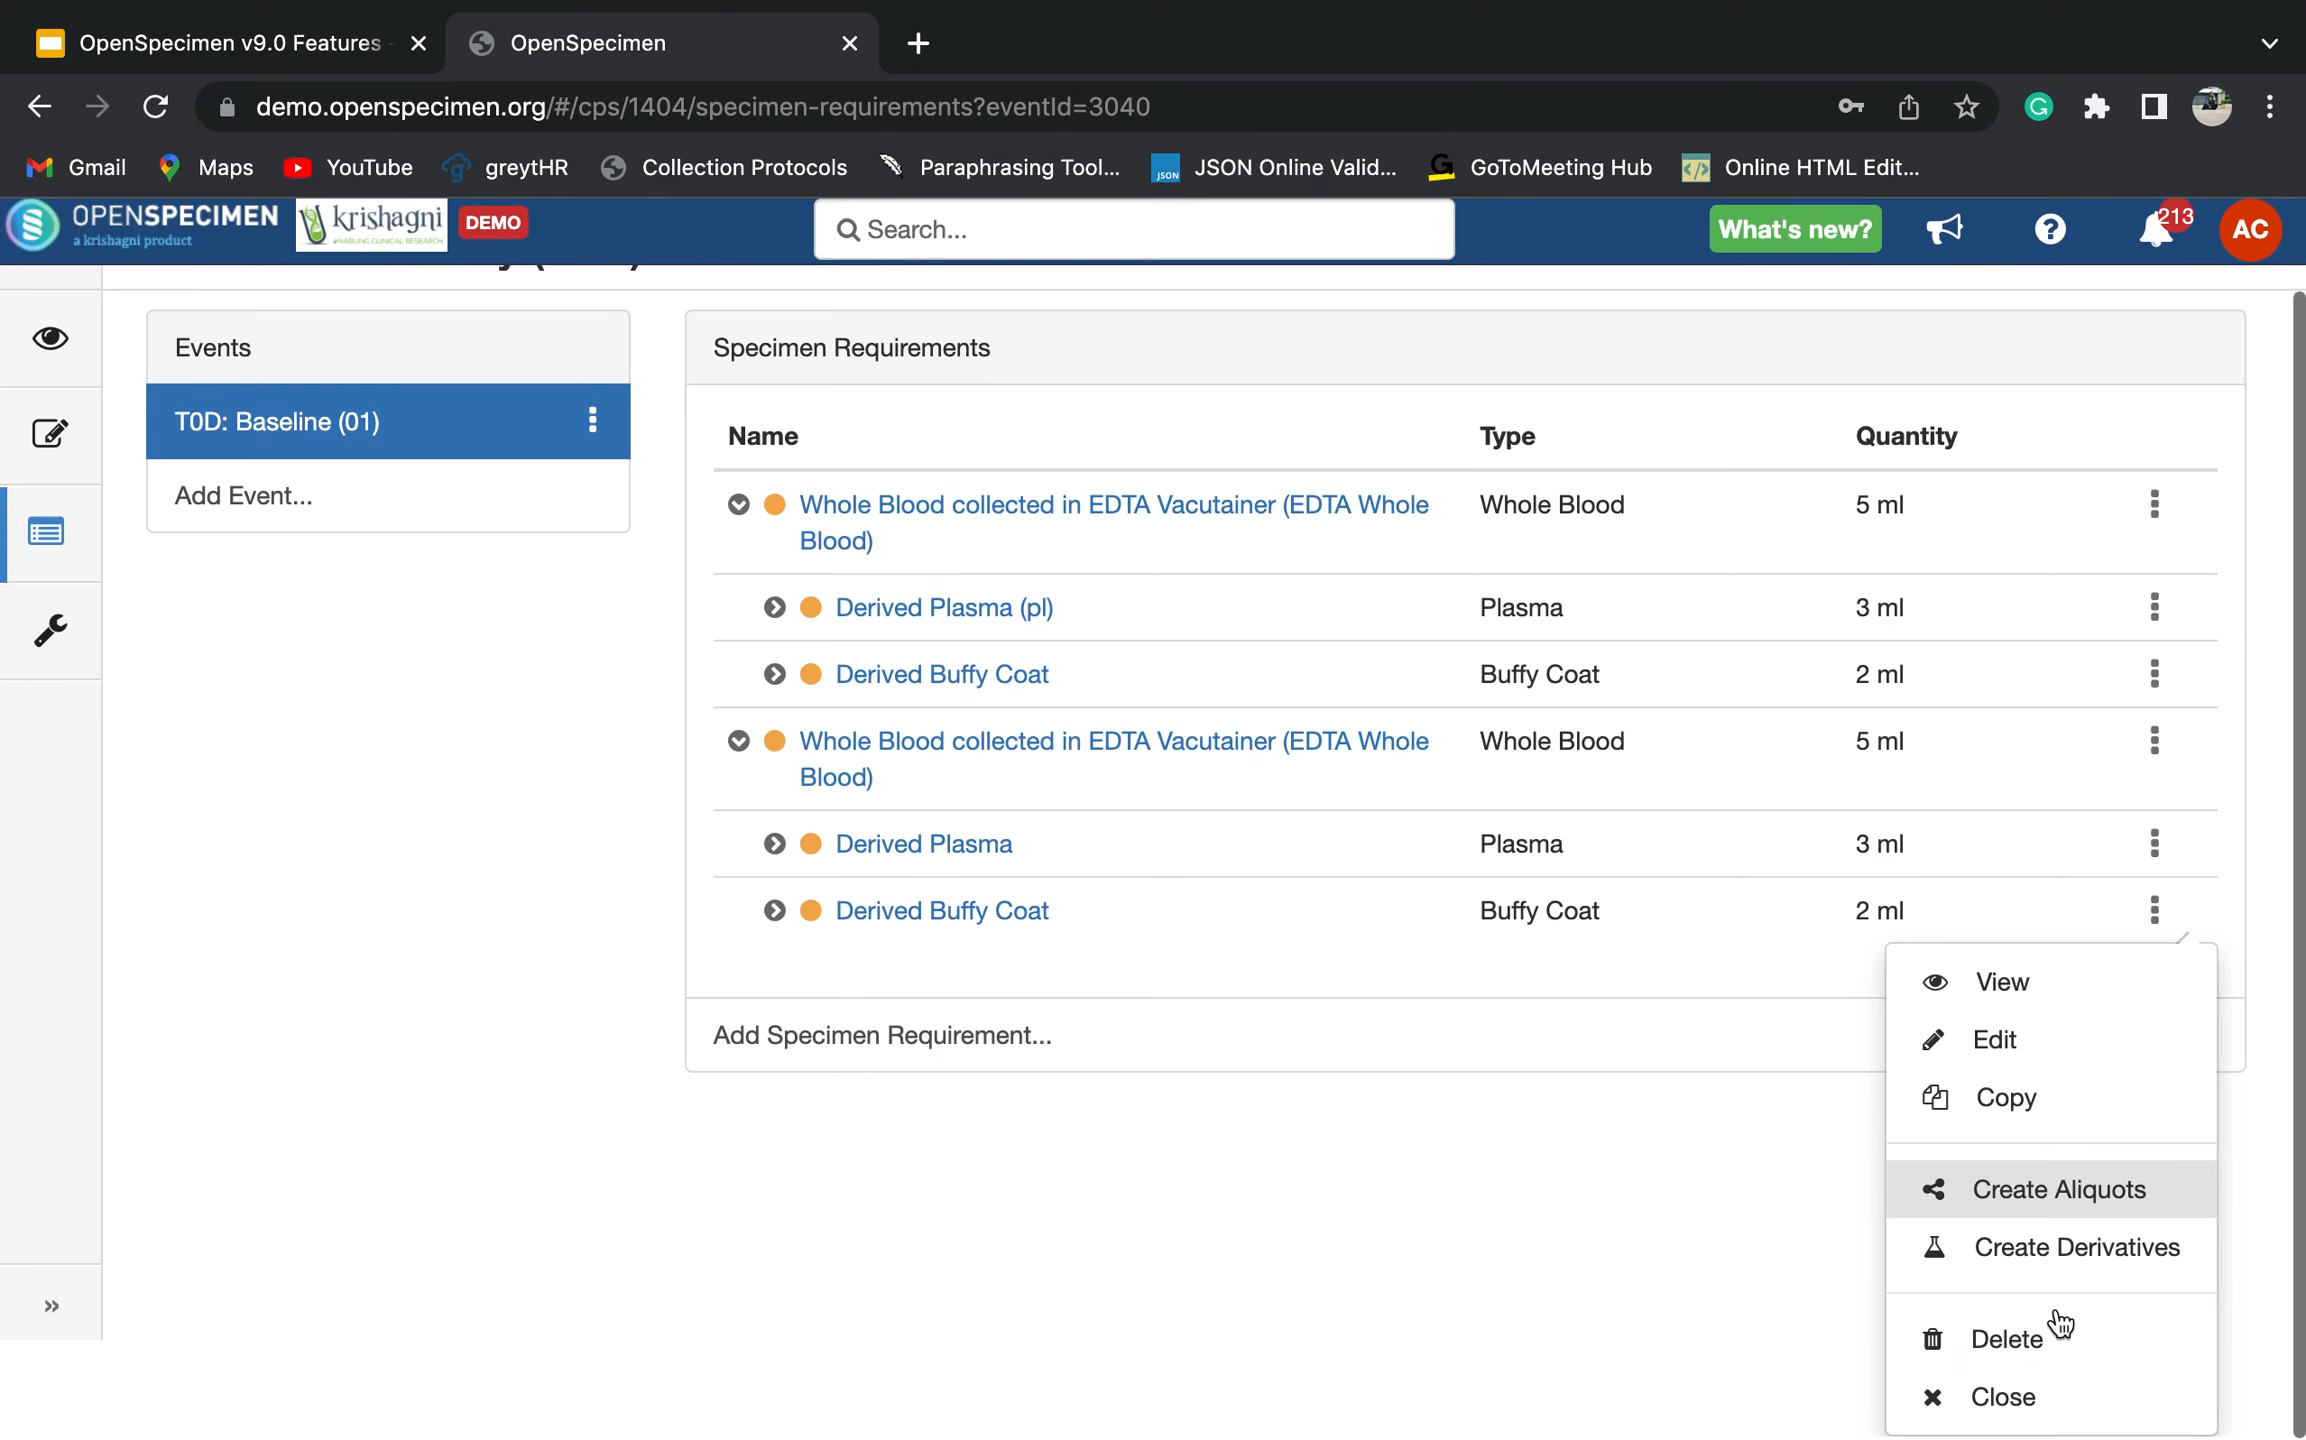 OpenSpecimen v9.0 Features -
OpenSpecimen
demo.openspecimen.org/#/cps/1404/specimen-requirements?eventId=3040
Gmail
Maps
YouTube
greytHR
Collection Protocols
Paraphrasing Tool...
JSON Online Valid...
GoToMeeting Hub
Online HTML Edit...
OPENSPECIMEN
a krishagni product
krishagni
ENABLING CLINICAL RESEARCH
DEMO
Search...
What's new?
213
AC
Events
T0D: Baseline (01)
Add Event...
Specimen Requirements
Name Type Quantity
Whole Blood collected in EDTA Vacutainer (EDTA Whole Whole Blood 5 ml
Blood)
Derived Plasma (pl) Plasma 3 ml
Derived Buffy Coat Buffy Coat 2 ml
Whole Blood collected in EDTA Vacutainer (EDTA Whole Whole Blood 5 ml
Blood)
Derived Plasma Plasma 3 ml
Derived Buffy Coat Buffy Coat 2 ml
Add Specimen Requirement...
View
Edit
Copy
Create Aliquots
Create Derivatives
Delete
Close